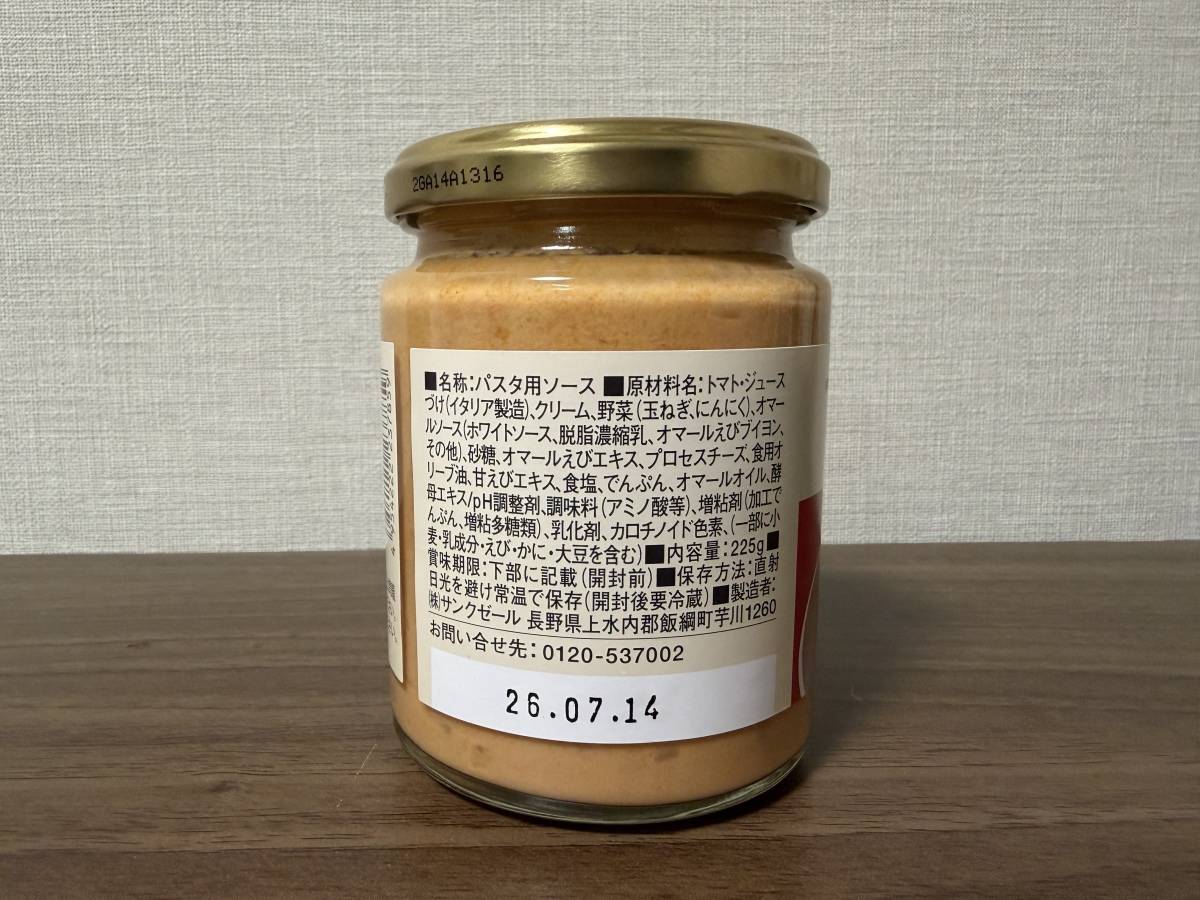 2GA14A1316
■名称:パスタ用ソース ■原材料名:トマト・ジュース
づけ(イタリア製造)、クリーム、野菜(玉ねぎ、にんにく)、オマー
ルソース(ホワイトソース、脱脂濃縮乳、オマールえびブイヨン、
その他)、砂糖、オマールえびエキス、プロセスチーズ、食用オ
リーブ油、甘えびエキス、食塩、でんぷん、オマールオイル、酵
母エキス/pH調整剤、調味料(アミノ酸等)、増粘剤(加工で
んぷん、増粘多糖類)、乳化剤、カロチノイド色素、(一部に小
麦・乳成分・えび・かに・大豆を含む)■内容量:225g■
賞味期限:下部に記載(開封前)■保存方法:直射
日光を避け常温で保存(開封後要冷蔵)■製造者:
㈱サンクゼール 長野県上水内郡飯綱町芋川1260
お問い合せ先:0120-537002
26.07.14